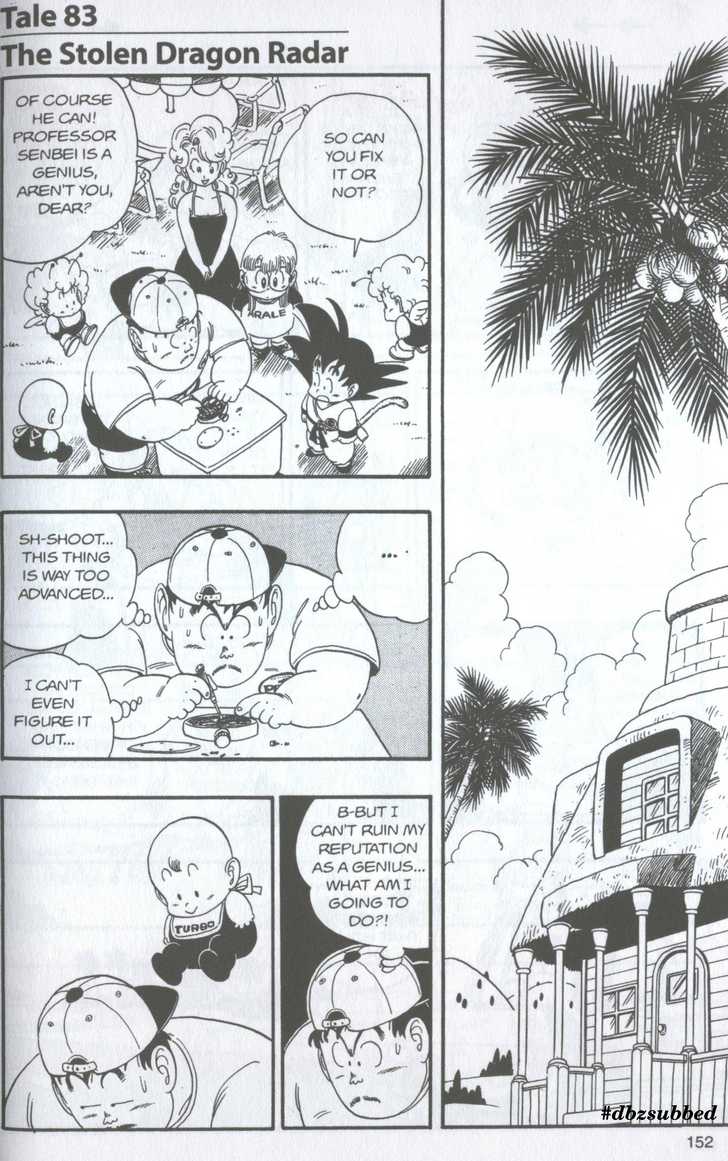 Tale 83
The Stolen Dragon Radar
OF COURSE
HE CAN!
PROFESSOR
SENBEI IS A
GENIUS,
AREN'T YOU,
DEAR?
SO CAN
YOU FIX
IT OR
NOT?
ARALE
SH-SHOOT...
THIS THING
IS WAY TOO
ADVANCED...
...
I CAN'T
EVEN
FIGURE IT
OUT...
TURBO
B-BUT I
CAN'T RUIN MY
REPUTATION
AS A GENIUS...
WHAT AM I
GOING TO
DO?!
#dbzsubbed
152